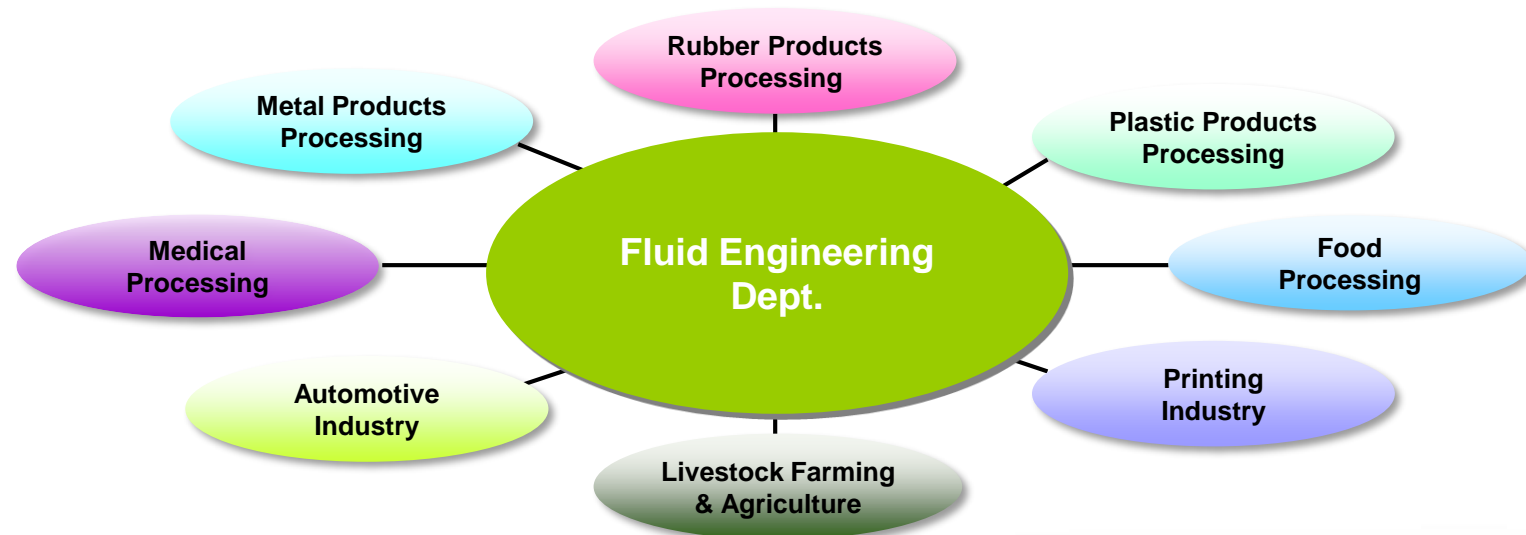 Rubber Products
Processing
Metal Products
Processing
Plastic Products
Processing
Medical
Processing
Fluid Engineering
Dept.
Food
Processing
Automotive
Industry
Printing
Industry
Livestock Farming
& Agriculture